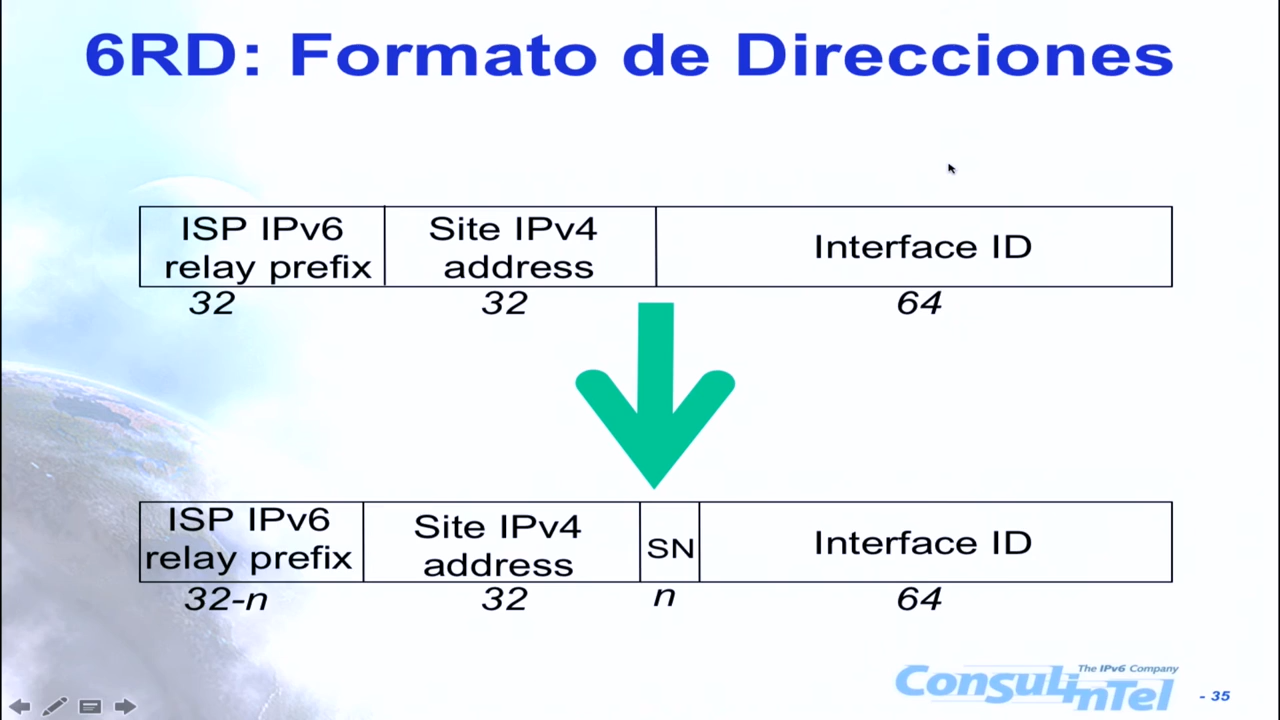 6RD: Formato de Direcciones
ISP IPv6
relay prefix
Site IPv4
address
Interface ID
32
32
64
ISP IPv6
relay prefix
Site IPv4
address
SN
Interface ID
32-n
32
n
64
The IPv6 Company
ConsulinTel
- 35